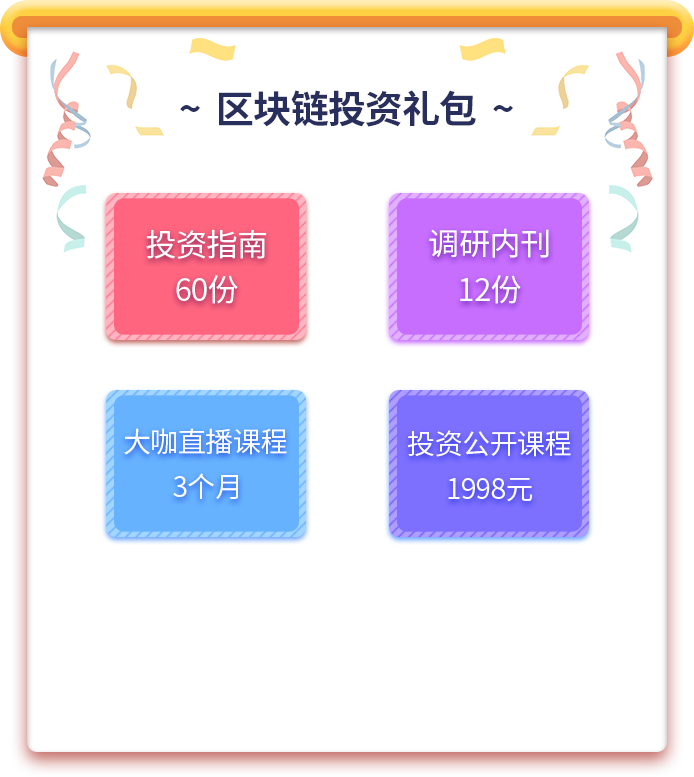 ~ 区块链投资礼包 ~
投资指南
60份
调研内刊
12份
大咖直播课程
3个月
投资公开课程
1998元